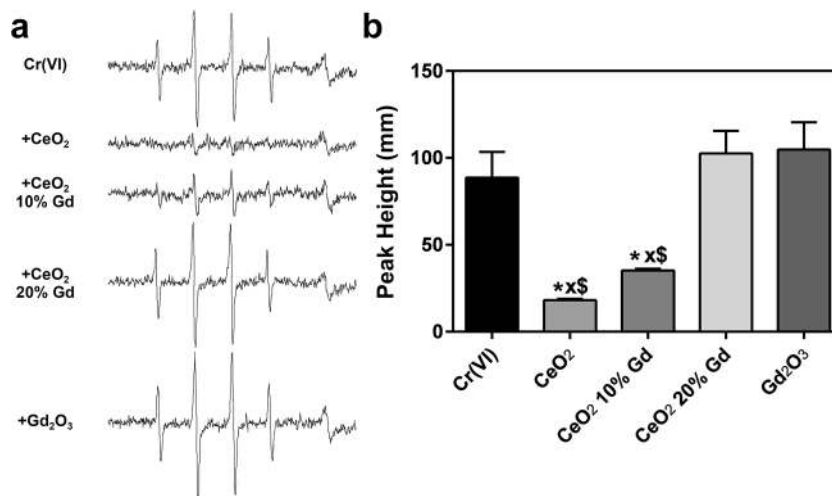 a
Cr(VI)
+CeO₂
+CeO₂
10% Gd
+CeO₂
20% Gd
+Gd₂O₃
b
Peak Height (mm)
150
100
50
0
*x$
*x$
Cr(VI)
CeO₂
CeO₂ 10% Gd
CeO₂ 20% Gd
Gd₂O₃